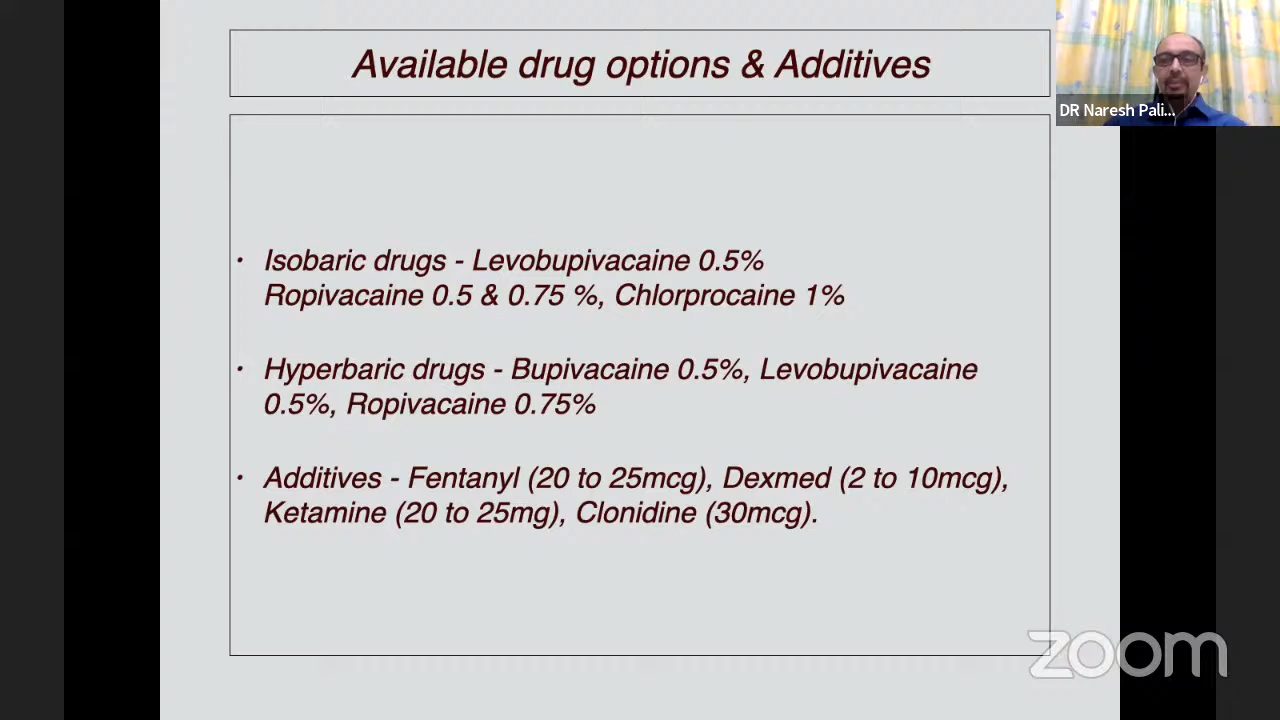 Available drug options & Additives
DR Naresh Pali...
• Isobaric drugs - Levobupivacaine 0.5%
Ropivacaine 0.5 & 0.75 %, Chlorprocaine 1%
• Hyperbaric drugs - Bupivacaine 0.5%, Levobupivacaine
0.5%, Ropivacaine 0.75%
• Additives - Fentanyl (20 to 25mcg), Dexmed (2 to 10mcg),
Ketamine (20 to 25mg), Clonidine (30mcg).
zoom